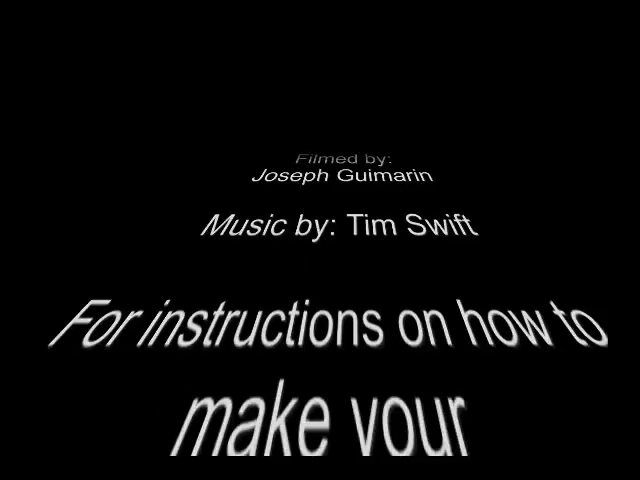 Filmed by:
Joseph Guimarin
Music by: Tim Swift
For instructions on how to
make your